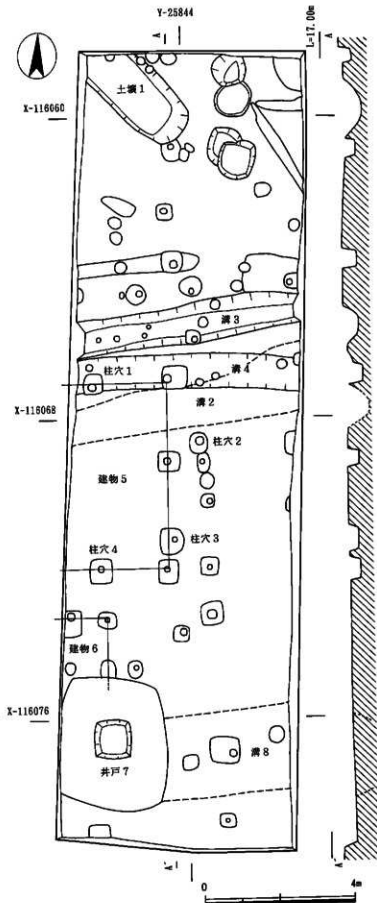 Y-25844
A
A'
L=17.00m
X-116060
土壙1
溝3
柱穴1
溝4
X-116068
溝2
柱穴2
建物5
柱穴3
柱穴4
建物6
X-116076
溝8
井戸7
A
A'
0
4m